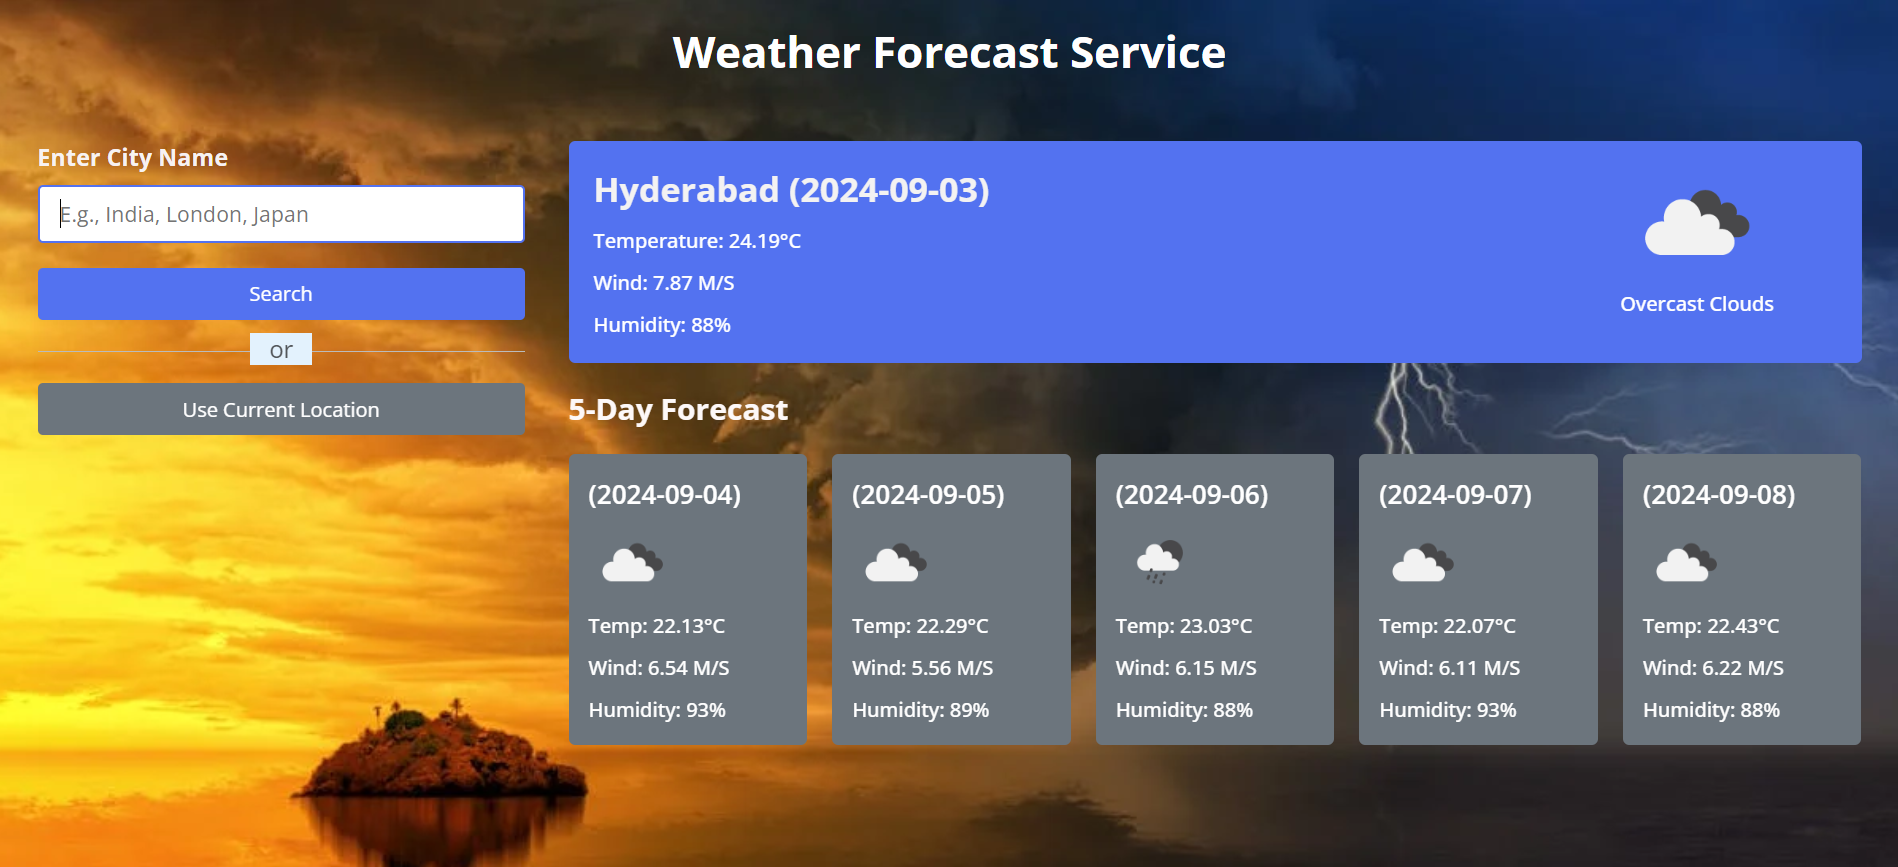 Weather Forecast Service
Enter City Name
E.g., India, London, Japan
Search
or
Use Current Location
Hyderabad (2024-09-03)
Temperature: 24.19°C
Wind: 7.87 M/S
Humidity: 88%
Overcast Clouds
5-Day Forecast
(2024-09-04)
Temp: 22.13°C
Wind: 6.54 M/S
Humidity: 93%
(2024-09-05)
Temp: 22.29°C
Wind: 5.56 M/S
Humidity: 89%
(2024-09-06)
Temp: 23.03°C
Wind: 6.15 M/S
Humidity: 88%
(2024-09-07)
Temp: 22.07°C
Wind: 6.11 M/S
Humidity: 93%
(2024-09-08)
Temp: 22.43°C
Wind: 6.22 M/S
Humidity: 88%